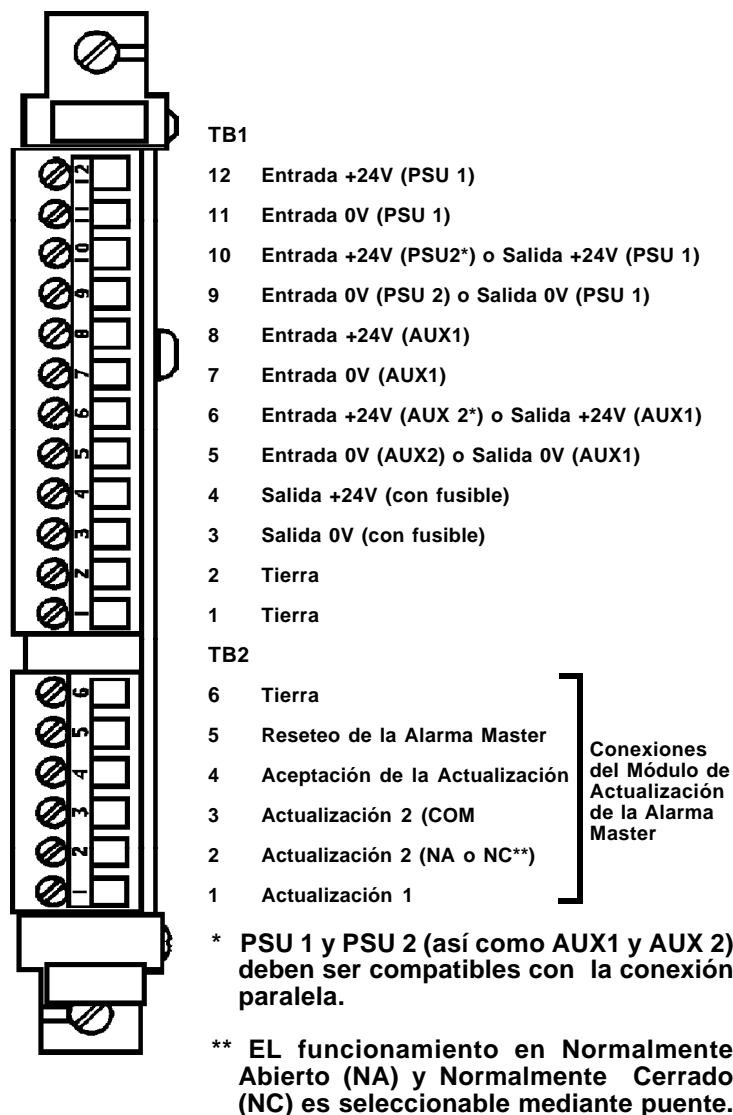 TB1
12 Entrada +24V (PSU 1)
11 Entrada 0V (PSU 1)
10 Entrada +24V (PSU2*) o Salida +24V (PSU 1)
9 Entrada 0V (PSU 2) o Salida 0V (PSU 1)
8 Entrada +24V (AUX1)
7 Entrada 0V (AUX1)
6 Entrada +24V (AUX 2*) o Salida +24V (AUX1)
5 Entrada 0V (AUX2) o Salida 0V (AUX1)
4 Salida +24V (con fusible)
3 Salida 0V (con fusible)
2 Tierra
1 Tierra
TB2
6 Tierra
5 Reseteo de la Alarma Master
4 Aceptación de la Actualización
3 Actualización 2 (COM
2 Actualización 2 (NA o NC**)
1 Actualización 1
Conexiones
del Módulo de
Actualización
de la Alarma
Master
12
11
10
9
8
7
6
5
4
3
2
1
6
5
4
3
2
1
* PSU 1 y PSU 2 (así como AUX1 y AUX 2)
deben ser compatibles con la conexión
paralela.
** EL funcionamiento en Normalmente
Abierto (NA) y Normalmente Cerrado
(NC) es seleccionable mediante puente.